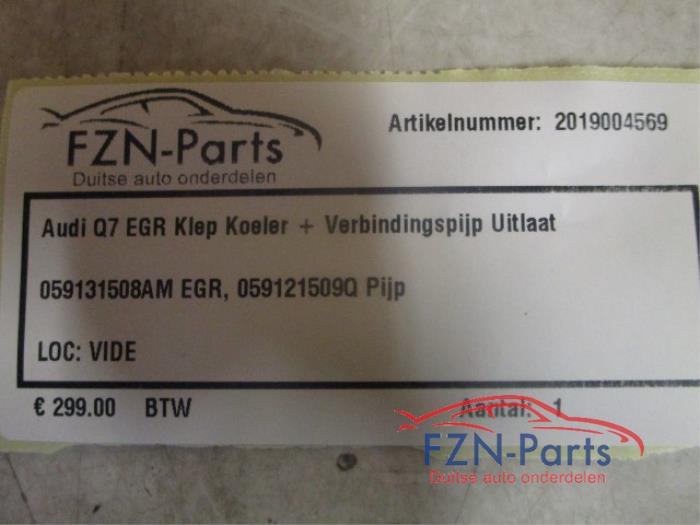 FZN-Parts
Duitse auto onderdelen
Artikelnummer: 2019004569
Audi Q7 EGR Klep Koeler + Verbindingspijp Uitlaat
059131508AM EGR, 059121509Q Pijp
LOC: VIDE
€ 299.00 BTW
Aantal: 1
FZN-Parts
Duitse auto onderdelen